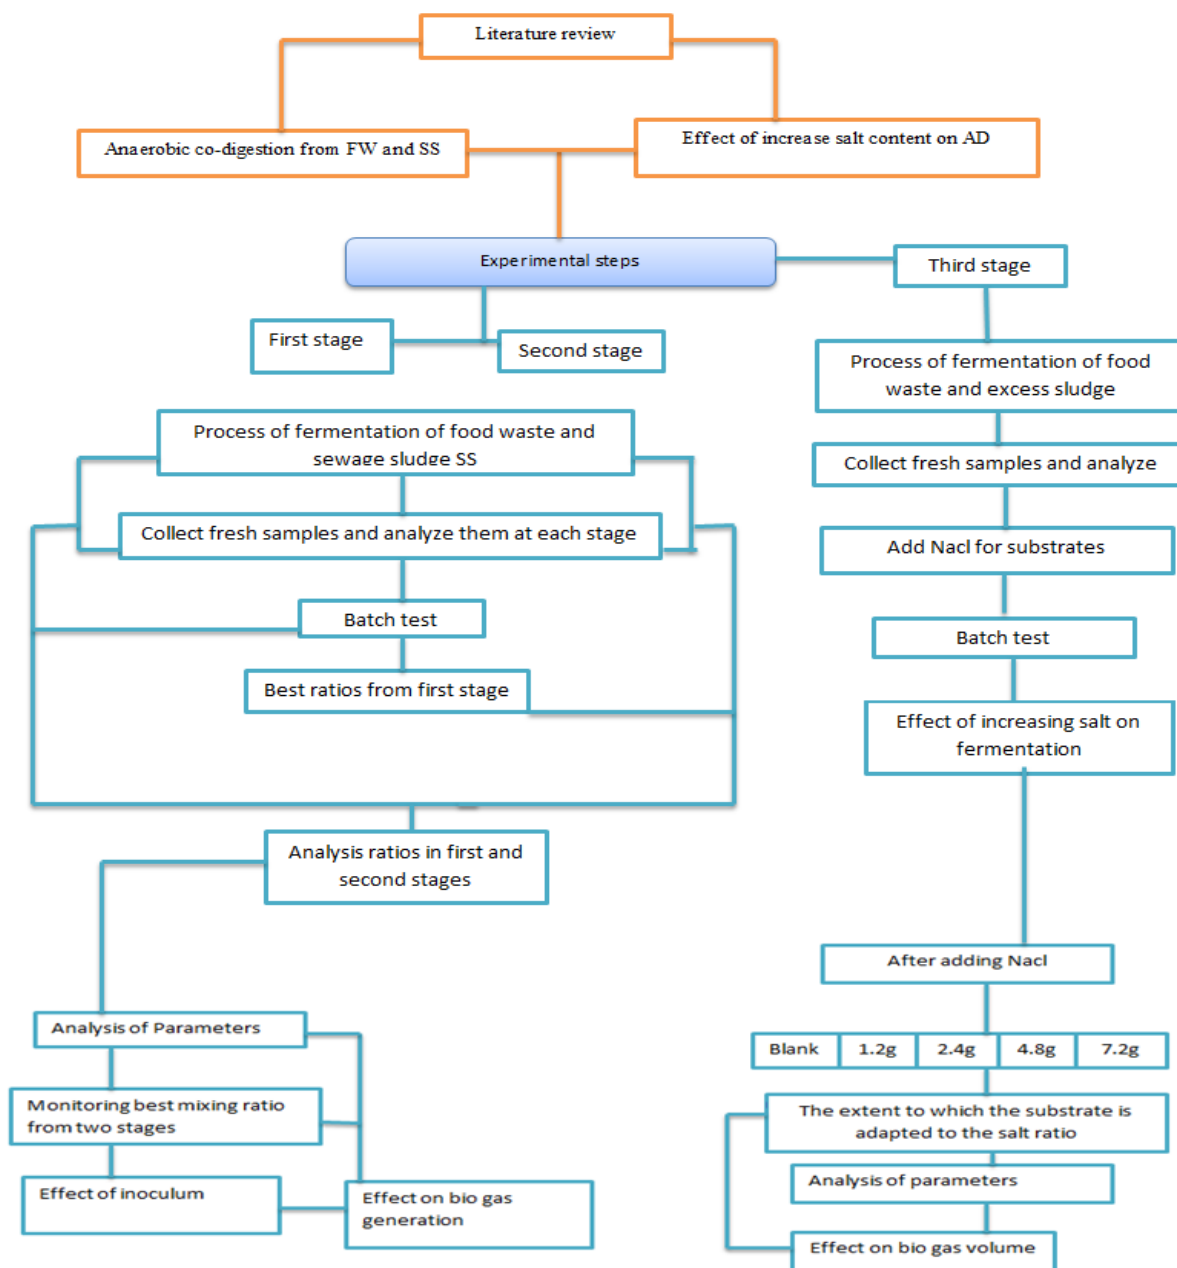 Literature review
Anaerobic co-digestion from FW and SS
Effect of increase salt content on AD
Experimental steps
Third stage
First stage
Second stage
Process of fermentation of food
waste and excess sludge
Process of fermentation of food waste and
sewage sludge SS
Collect fresh samples and analyze
Collect fresh samples and analyze them at each stage
Add Nacl for substrates
Batch test
Batch test
Best ratios from first stage
Effect of increasing salt on
fermentation
Analysis ratios in first and
second stages
After adding Nacl
Analysis of Parameters
Blank 1.2g 2.4g 4.8g 7.2g
Monitoring best mixing ratio
from two stages
The extent to which the substrate is
adapted to the salt ratio
Analysis of parameters
Effect of inoculum
Effect on bio gas
generation
Effect on bio gas volume